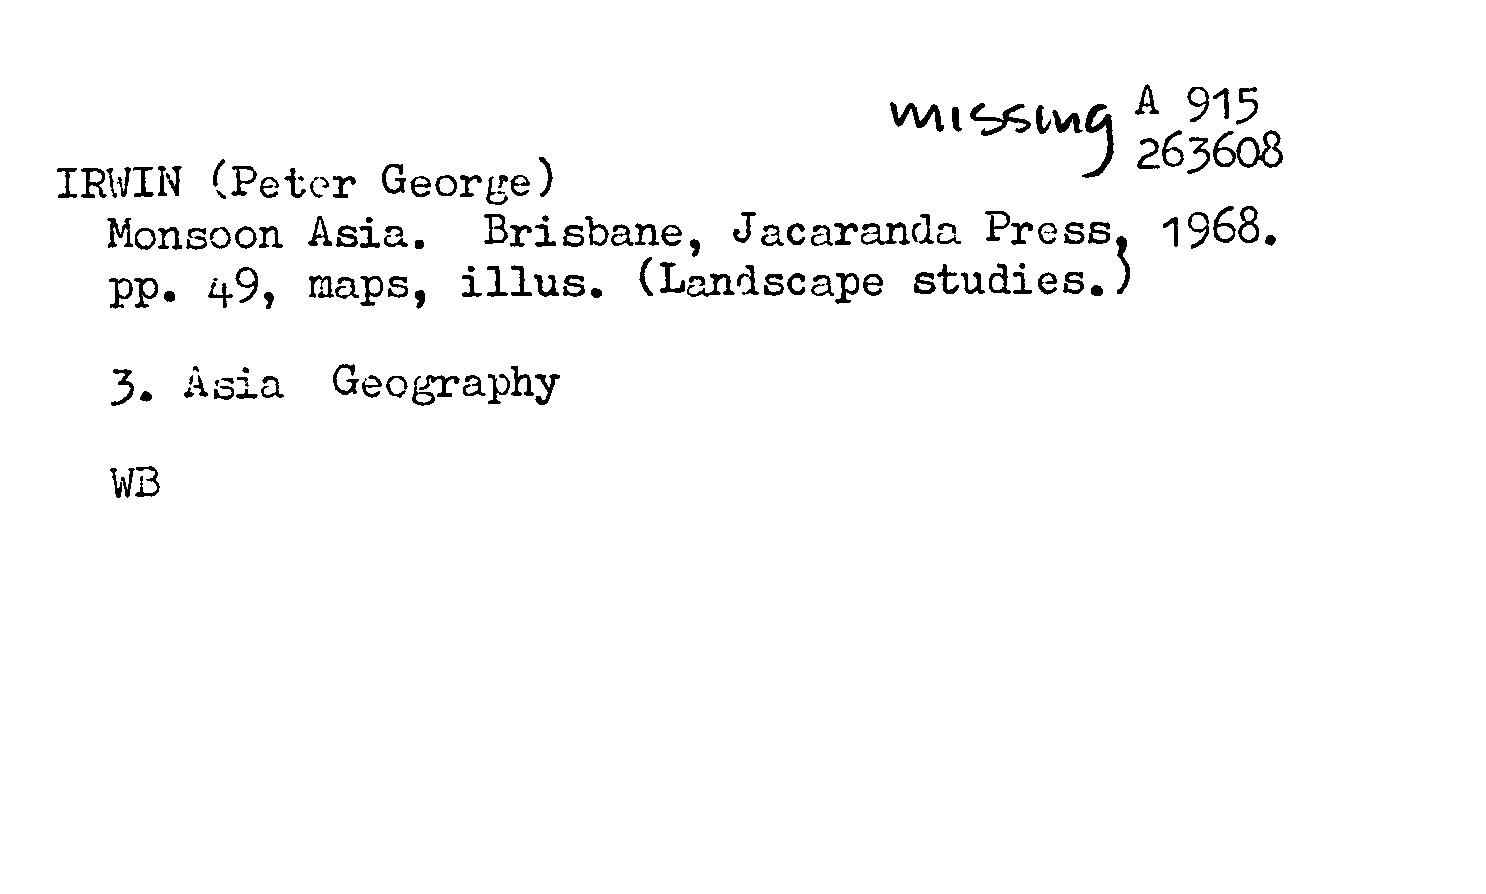 missing A 915
263608
IRWIN (Peter George)
Monsoon Asia. Brisbane, Jacaranda Press, 1968.
pp. 49, maps, illus. (Landscape studies.)
3. Asia Geography
WB